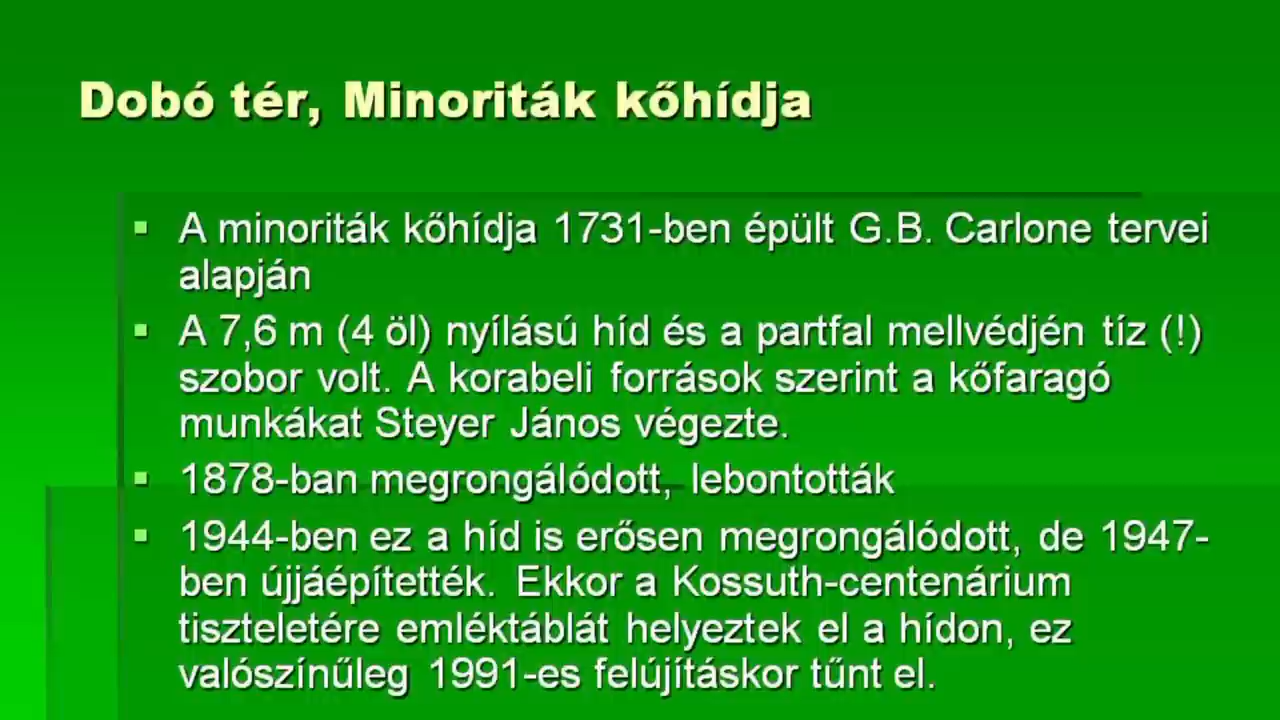 Dobó tér, Minoriták kőhídja
▪ A minoriták kőhídja 1731-ben épült G.B. Carlone tervei
alapján
▪ A 7,6 m (4 öl) nyílású híd és a partfal mellvédjén tíz (!)
szobor volt. A korabeli források szerint a kőfaragó
munkákat Steyer János végezte.
▪ 1878-ban megrongálódott, lebontották
▪ 1944-ben ez a híd is erősen megrongálódott, de 1947-
ben újjáépítették. Ekkor a Kossuth-centenárium
tiszteletére emléktáblát helyeztek el a hídon, ez
valószínűleg 1991-es felújításkor tűnt el.